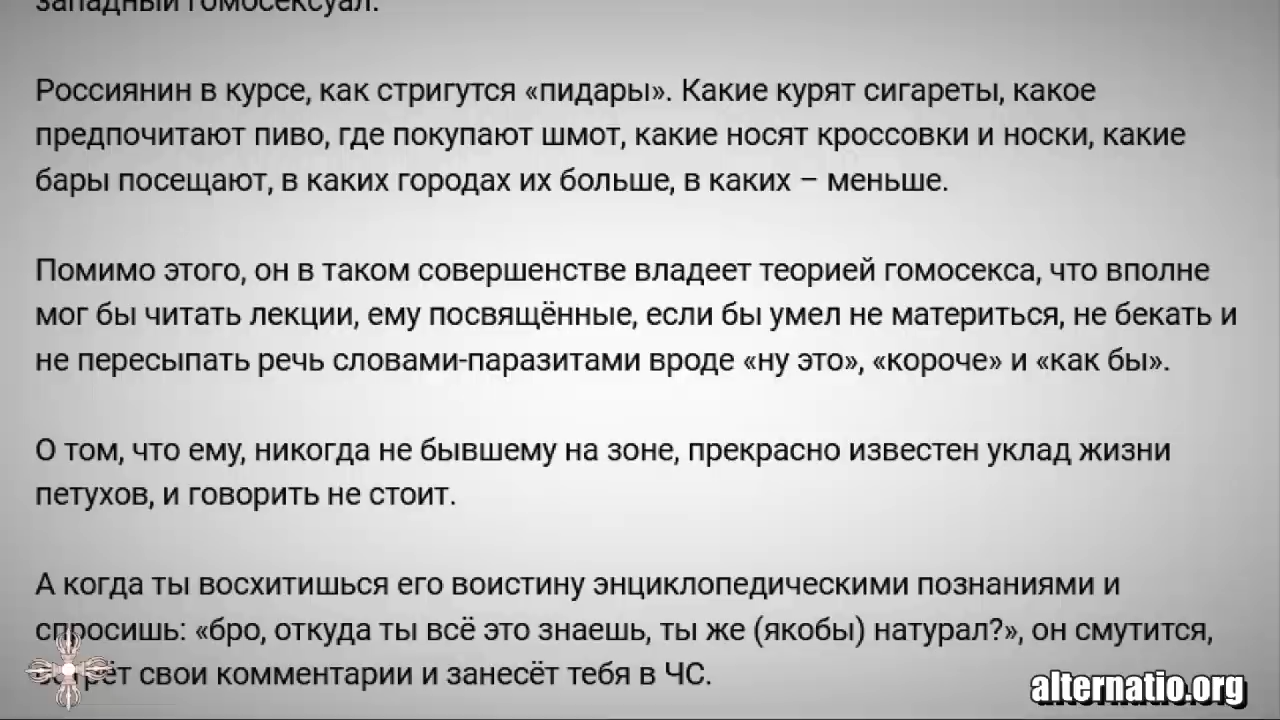 западный гомосексуал.
Россиянин в курсе, как стригутся «пидары». Какие курят сигареты, какое
предпочитают пиво, где покупают шмот, какие носят кроссовки и носки, какие
бары посещают, в каких городах их больше, в каких – меньше.
Помимо этого, он в таком совершенстве владеет теорией гомосекса, что вполне
мог бы читать лекции, ему посвящённые, если бы умел не материться, не бекать и
не пересыпать речь словами-паразитами вроде «ну это», «короче» и «как бы».
О том, что ему, никогда не бывшему на зоне, прекрасно известен уклад жизни
петухов, и говорить не стоит.
А когда ты восхитишься его воистину энциклопедическими познаниями и
спросишь: «бро, откуда ты всё это знаешь, ты же (якобы) натурал?», он смутится,
свои комментарии и занесёт тебя в ЧС.
alternatio.org